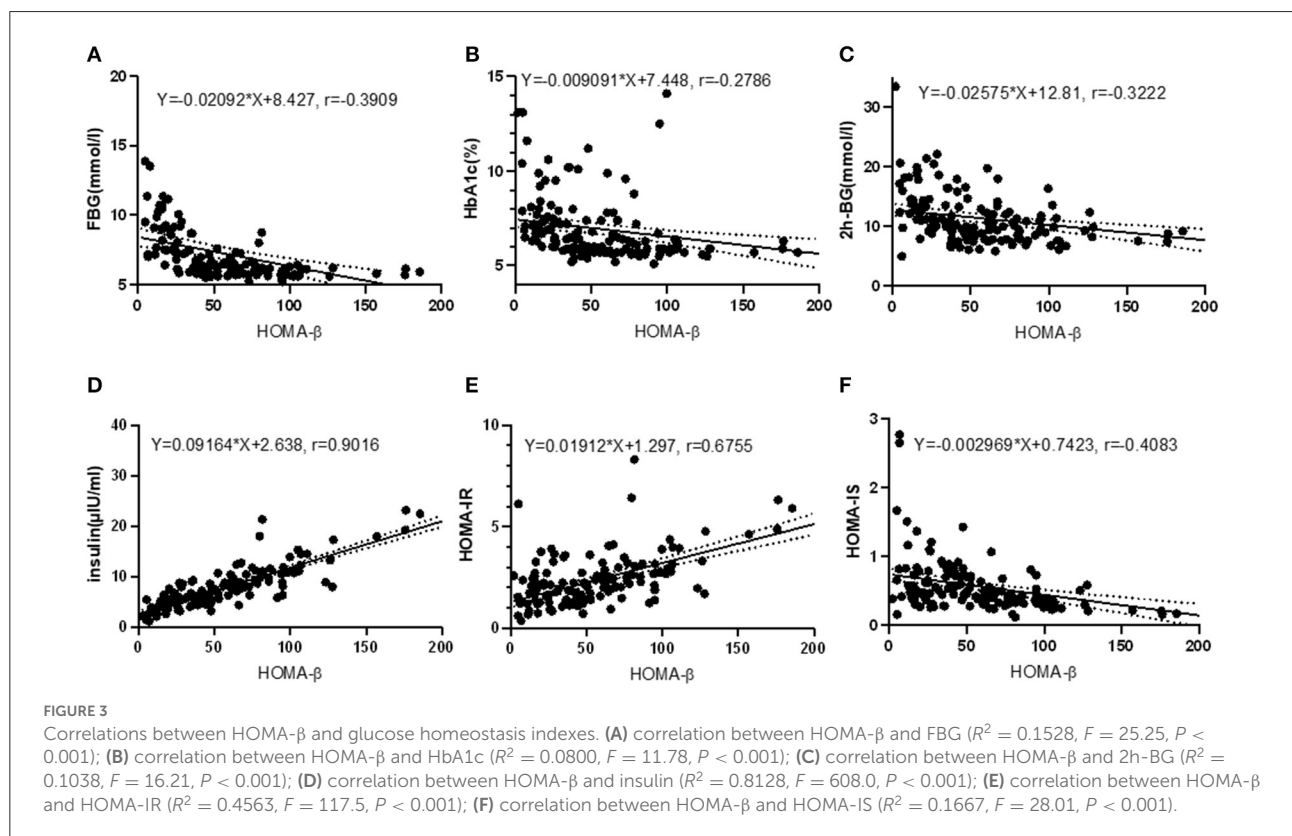 A
Y=-0.02092*X+8.427, r=-0.3909
FBG(mmol/l)
20
15
10
5
0 50 100 150 200
HOMA-β
B
Y=-0.009091*X+7.448, r=-0.2786
HbA1c(%)
15
10
5
0 50 100 150 200
HOMA-β
C
Y=-0.02575*X+12.81, r=-0.3222
2h-BG(mmol/l)
30
20
10
0
0 50 100 150 200
HOMA-β
D
Y=0.09164*X+2.638, r=0.9016
insulin(μIU/ml)
40
30
20
10
0
0 50 100 150 200
HOMA-β
E
Y=0.01912*X+1.297, r=0.6755
HOMA-IR
10
5
0
0 50 100 150 200
HOMA-β
F
Y=-0.002969*X+0.7423, r=-0.4083
HOMA-IS
3
2
1
0
0 50 100 150 200
HOMA-β
FIGURE 3
Correlations between HOMA-β and glucose homeostasis indexes. (A) correlation between HOMA-β and FBG (R² = 0.1528, F = 25.25, P <
0.001); (B) correlation between HOMA-β and HbA1c (R² = 0.0800, F = 11.78, P < 0.001); (C) correlation between HOMA-β and 2h-BG (R² =
0.1038, F = 16.21, P < 0.001); (D) correlation between HOMA-β and insulin (R² = 0.8128, F = 608.0, P < 0.001); (E) correlation between HOMA-β
and HOMA-IR (R² = 0.4563, F = 117.5, P < 0.001); (F) correlation between HOMA-β and HOMA-IS (R² = 0.1667, F = 28.01, P < 0.001).